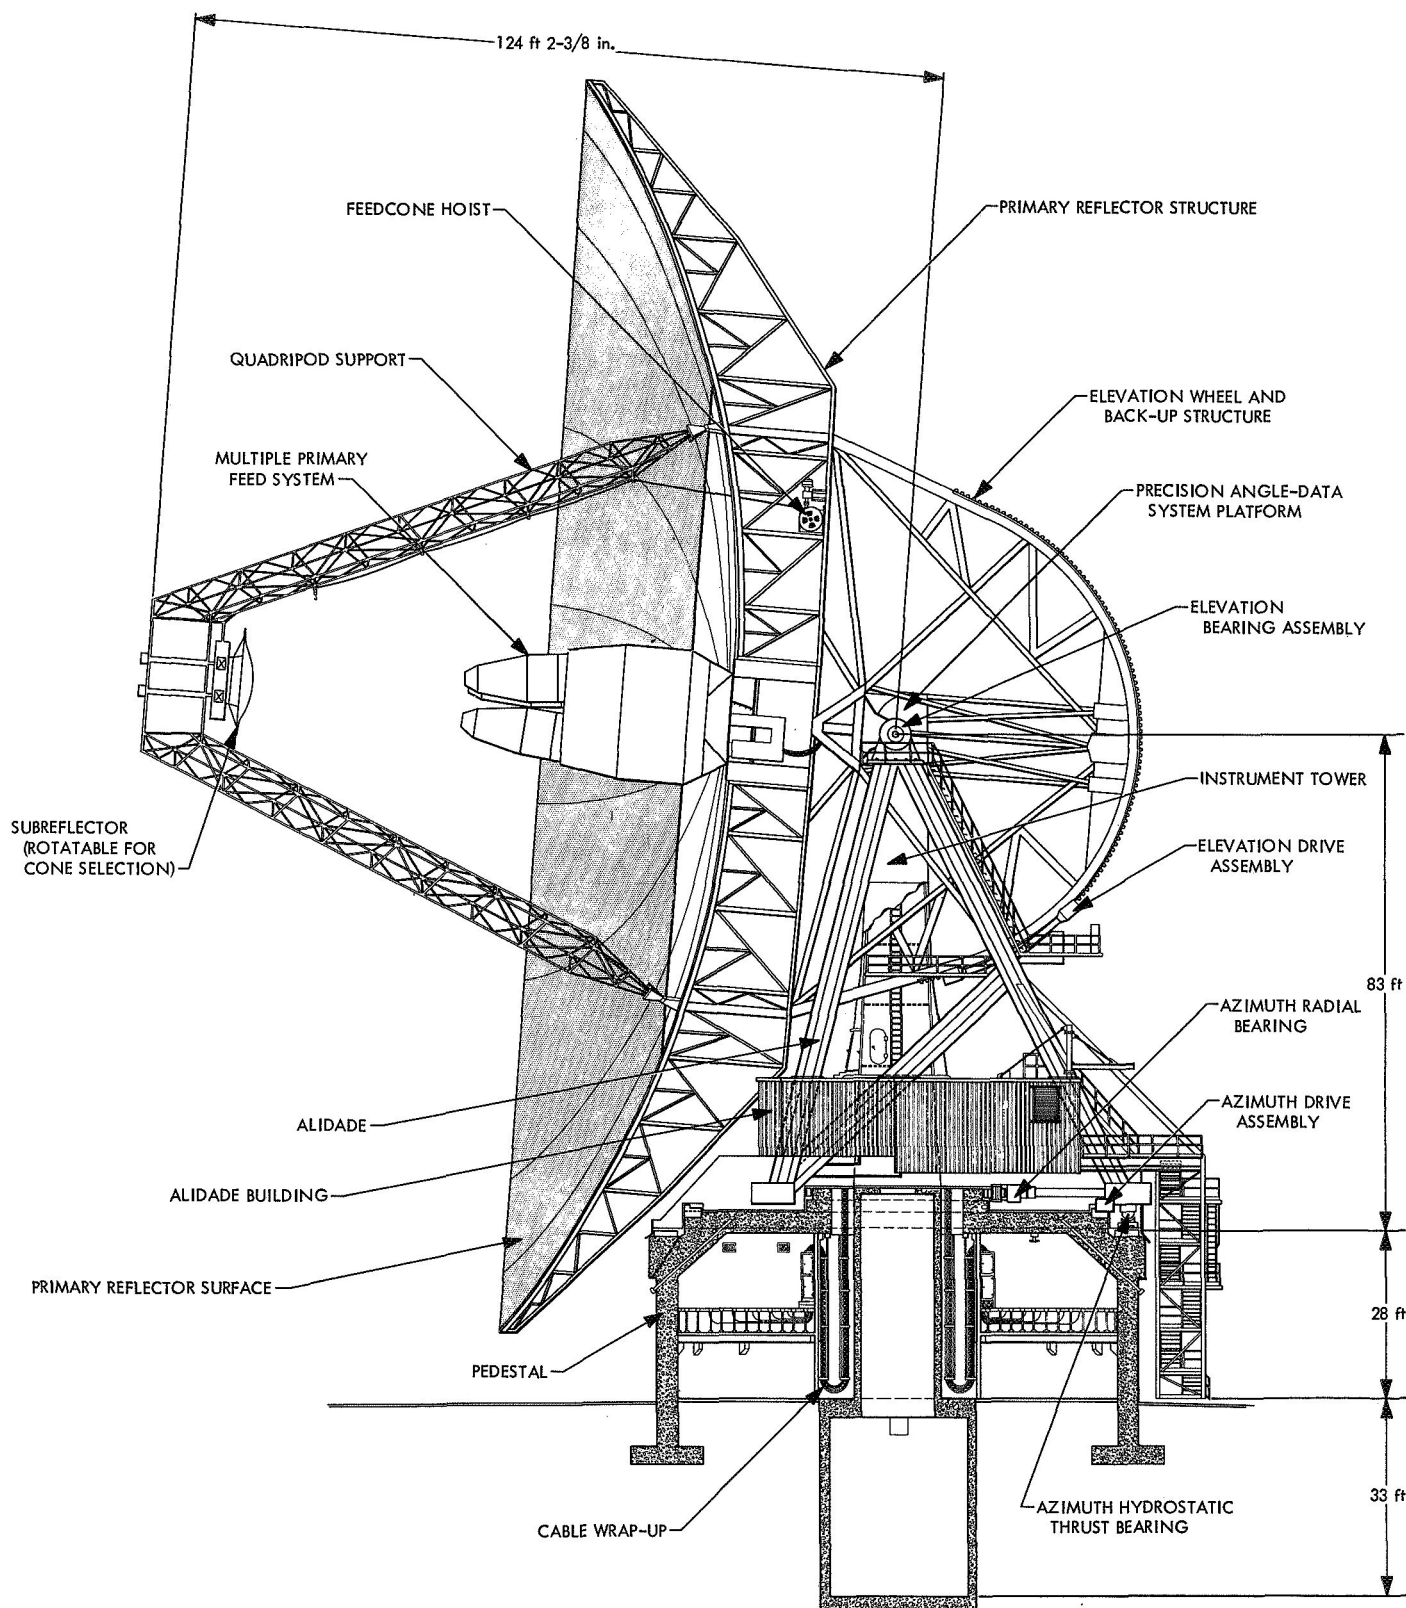 124 ft 2-3/8 in.
FEEDCONE HOIST
PRIMARY REFLECTOR STRUCTURE
QUADRIPOD SUPPORT
ELEVATION WHEEL AND
BACK-UP STRUCTURE
MULTIPLE PRIMARY
FEED SYSTEM
PRECISION ANGLE-DATA
SYSTEM PLATFORM
ELEVATION
BEARING ASSEMBLY
INSTRUMENT TOWER
SUBREFLECTOR
(ROTATABLE FOR
CONE SELECTION)
ELEVATION DRIVE
ASSEMBLY
83 ft
AZIMUTH RADIAL
BEARING
ALIDADE
AZIMUTH DRIVE
ASSEMBLY
ALIDADE BUILDING
PRIMARY REFLECTOR SURFACE
28 ft
PEDESTAL
33 ft
CABLE WRAP-UP
AZIMUTH HYDROSTATIC
THRUST BEARING